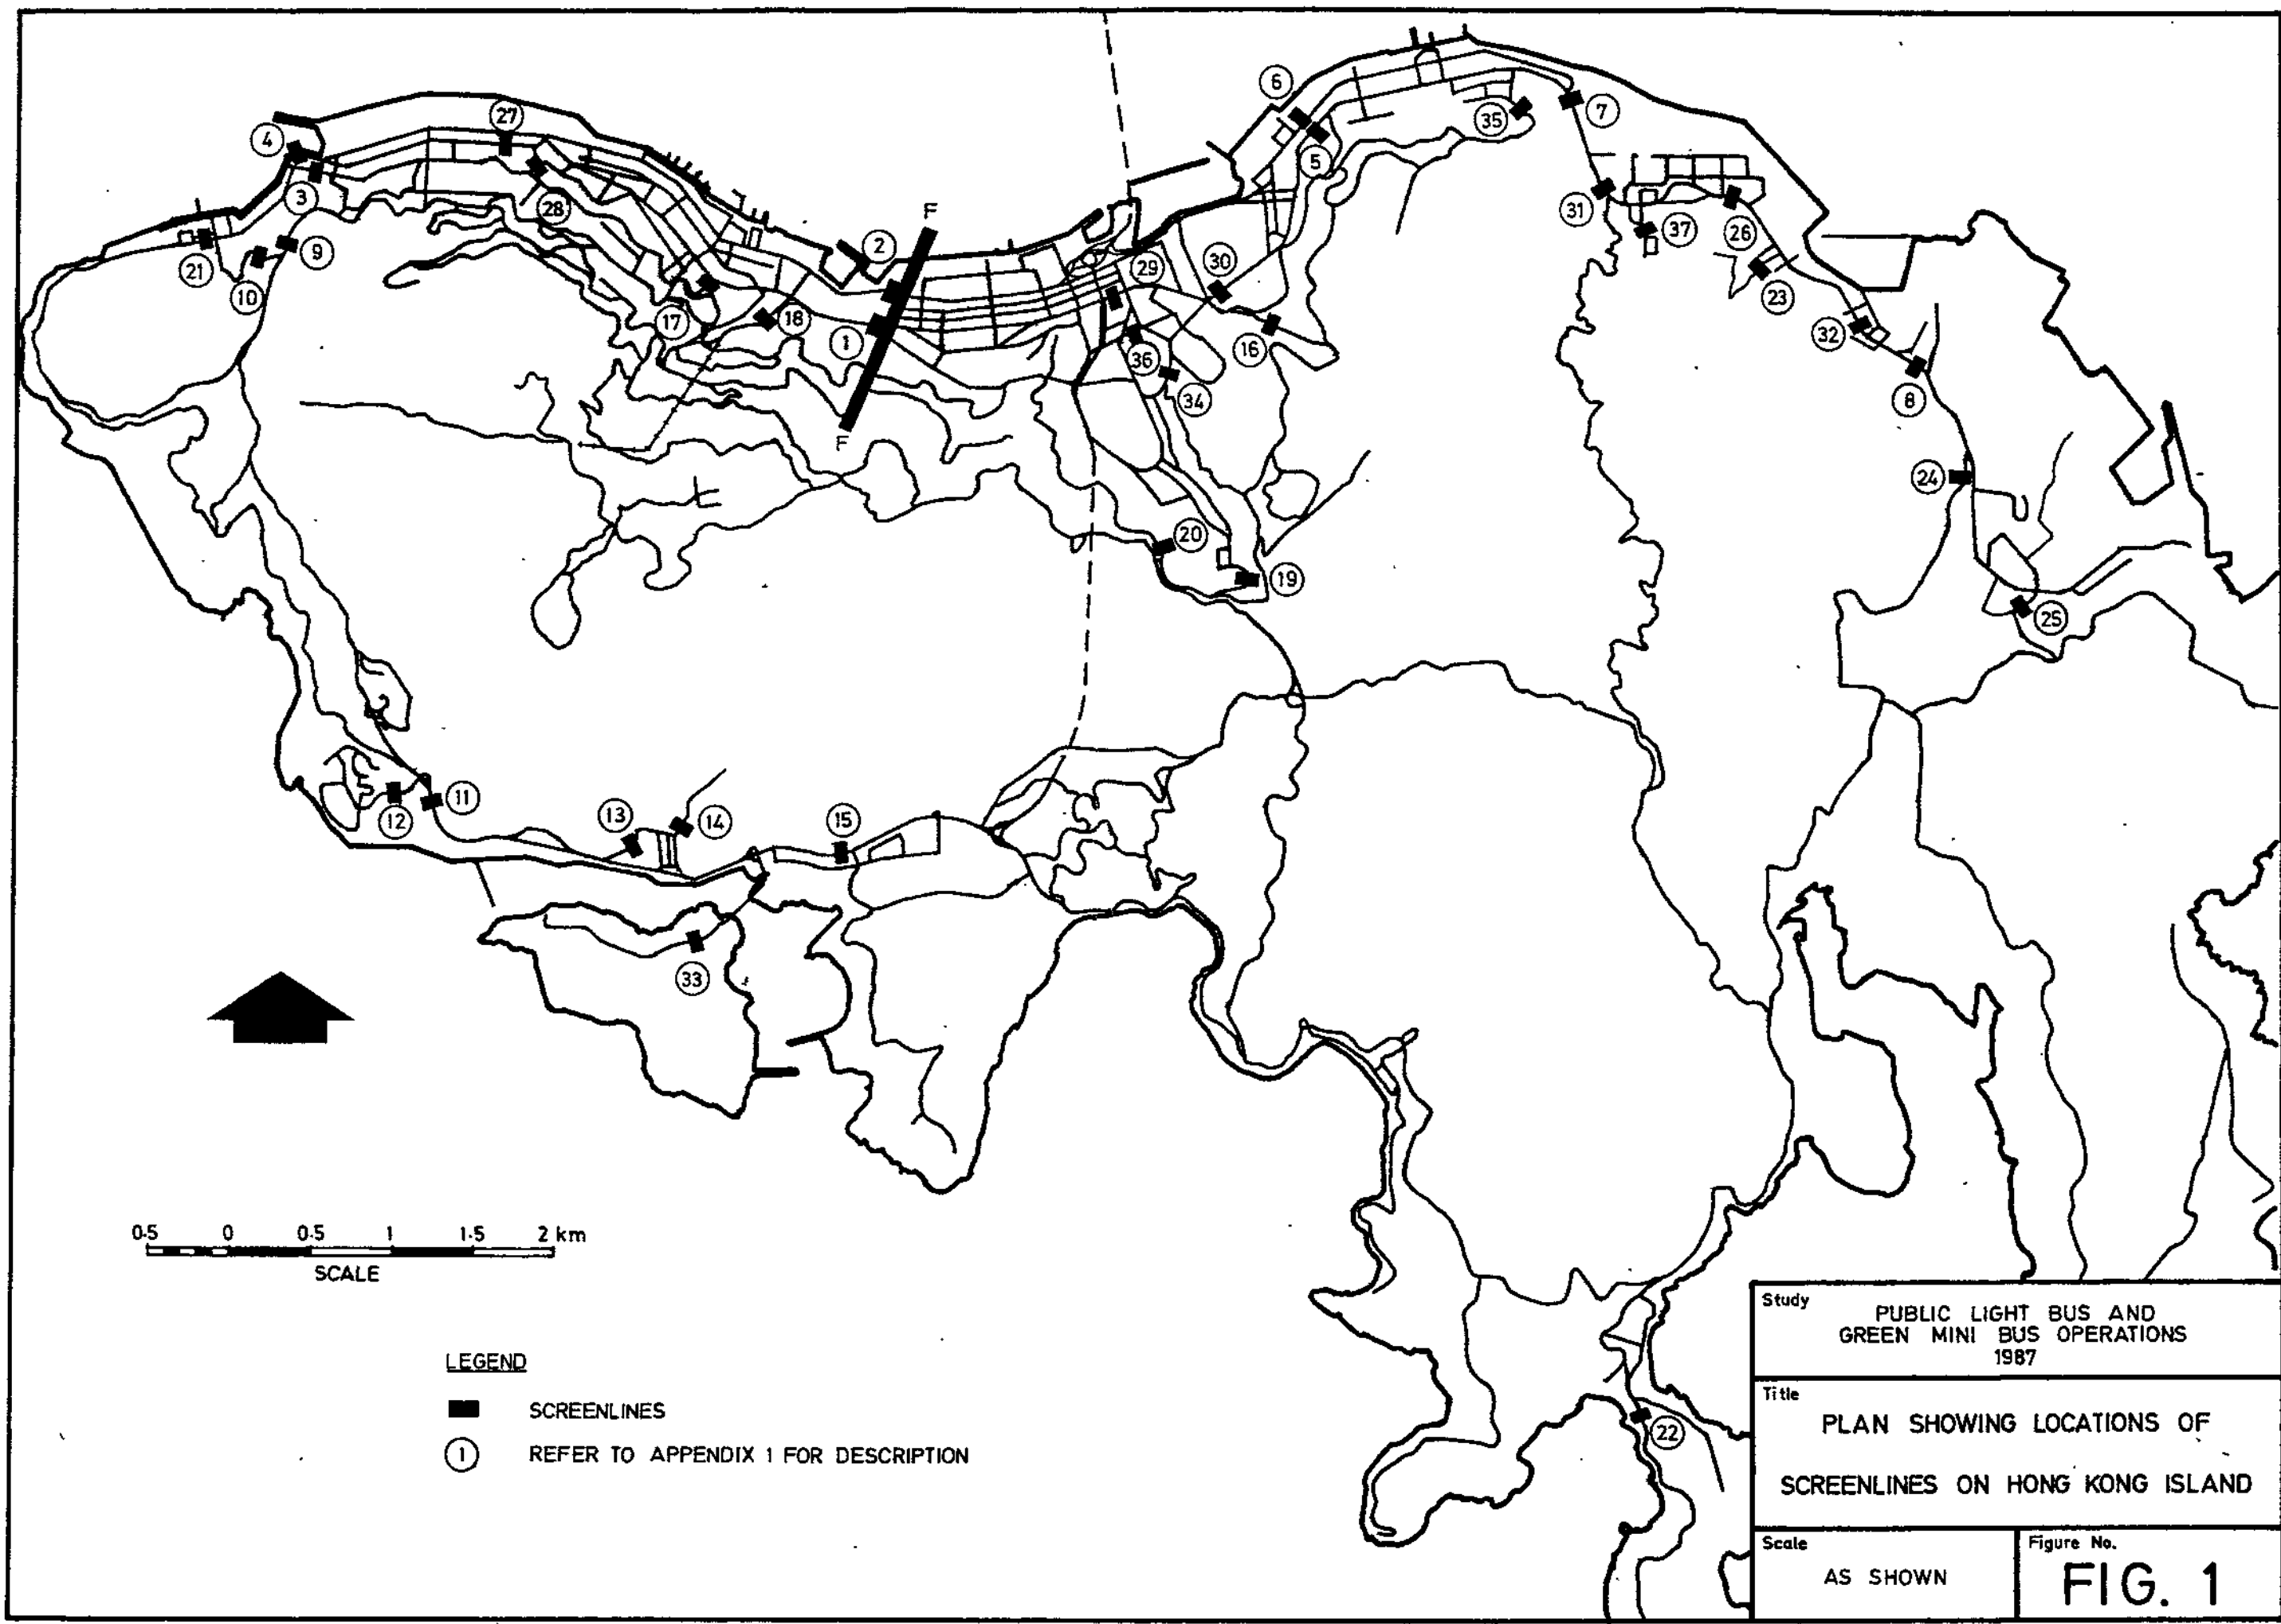 6
27
4
7
35
5
3
31
28
F
37
26
2
21
9
29
30
10
23
17
18
1
16
32
36
34
8
F
24
20
19
25
11
12
13
14
15
33
0·5 0 0·5 1 1·5 2 km
SCALE
LEGEND
SCREENLINES
1 REFER TO APPENDIX 1 FOR DESCRIPTION
22
Study
PUBLIC LIGHT BUS AND
GREEN MINI BUS OPERATIONS
1987
Title
PLAN SHOWING LOCATIONS OF
SCREENLINES ON HONG KONG ISLAND
Scale
AS SHOWN
Figure No.
FIG. 1